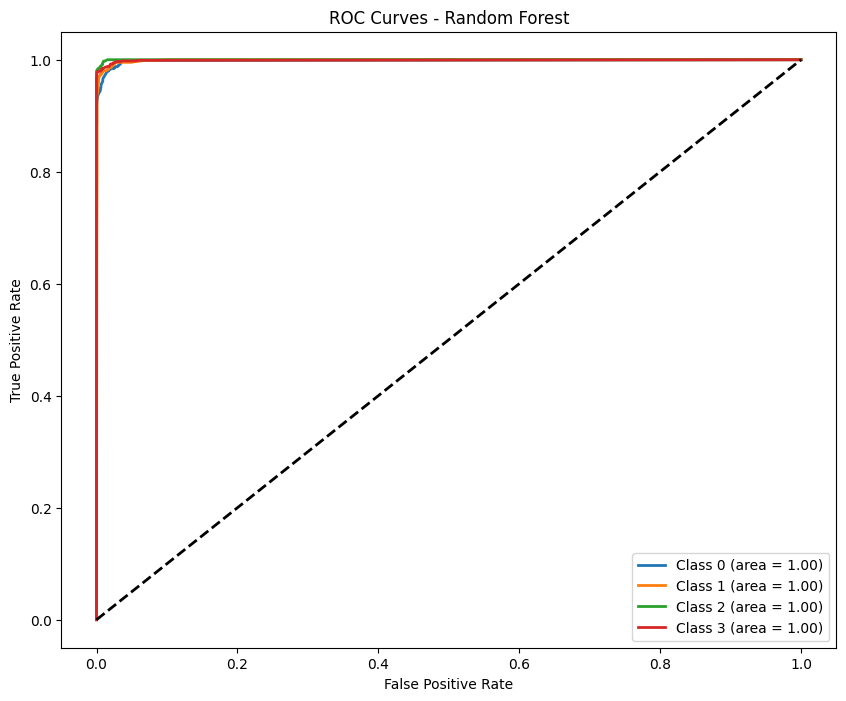 ROC Curves - Random Forest
True Positive Rate
1.0
0.8
0.6
0.4
0.2
0.0
0.0 0.2 0.4 0.6 0.8 1.0
False Positive Rate
Class 0 (area = 1.00)
Class 1 (area = 1.00)
Class 2 (area = 1.00)
Class 3 (area = 1.00)